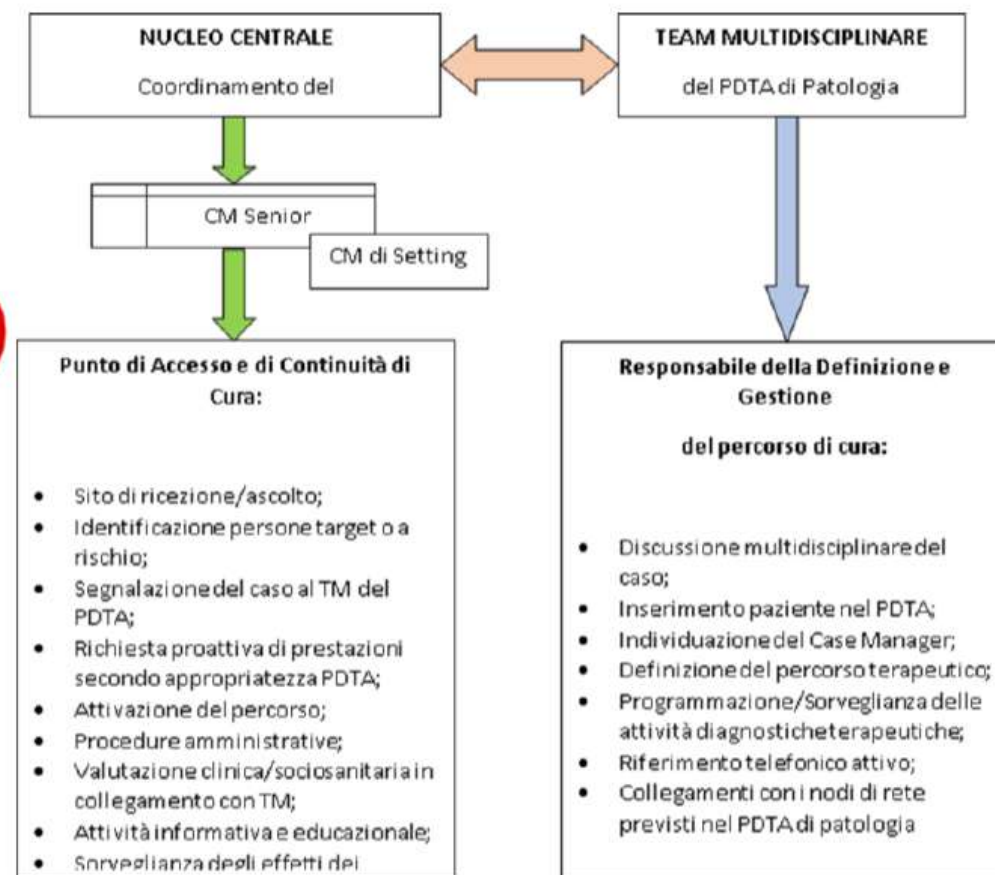 NUCLEO CENTRALE
Coordinamento del
TEAM MULTIDISCIPLINARE
del PDTA di Patologia
CM Senior
CM di Setting
Punto di Accesso e di Continuità di
Cura:
• Sito di ricezione/ascolto;
• Identificazione persone target o a
rischio;
• Segnalazione del caso al TM del
PDTA;
• Richiesta proattiva di prestazioni
secondo appropriatezza PDTA;
• Attivazione del percorso;
• Procedure amministrative;
• Valutazione clinica/sociosanitaria in
collegamento con TM;
• Attività informativa e educazionale;
• Sorveglianza degli effetti dei
Responsabile della Definizione e
Gestione
del percorso di cura:
• Discussione multidisciplinare del
caso;
• Inserimento paziente nel PDTA;
• Individuazione del Case Manager;
• Definizione del percorso terapeutico;
• Programmazione/Sorveglianza delle
attività diagnosticheterapeutiche;
• Riferimento telefonico attivo;
• Collegamenti con i nodi di rete
previsti nel PDTA di patologia